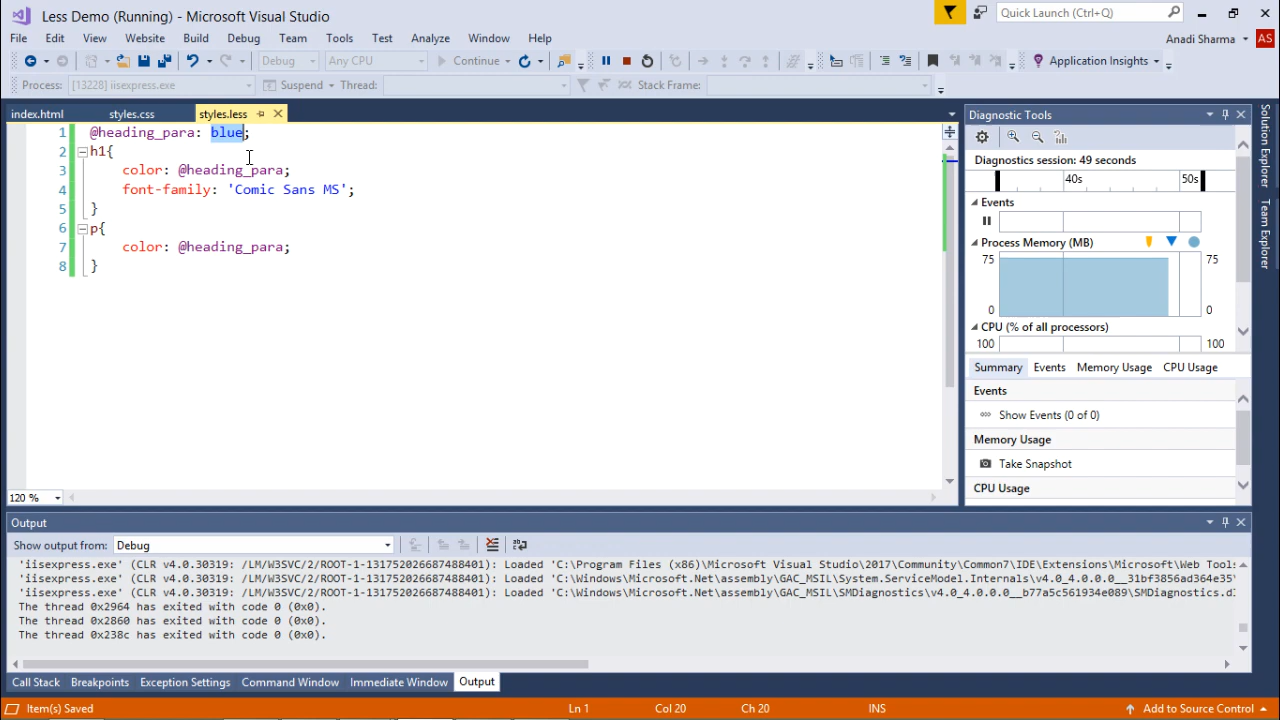 Less Demo (Running) - Microsoft Visual Studio
Quick Launch (Ctrl+Q)
File Edit View Website Build Debug Team Tools Test Analyze Window Help
Anadi Sharma AS
Debug Any CPU Continue Application Insights
Process: [13228] iisexpress.exe Suspend Thread: Stack Frame:
index.html styles.css styles.less
1 @heading_para: blue;
2 h1{
3 color: @heading_para;
4 font-family: 'Comic Sans MS';
5 }
6 p{
7 color: @heading_para;
8 }
120 %
Diagnostic Tools
Diagnostics session: 49 seconds
40s 50s
Events
Process Memory (MB)
75 75
0 0
CPU (% of all processors)
100 100
Summary Events Memory Usage CPU Usage
Events
Show Events (0 of 0)
Memory Usage
Take Snapshot
CPU Usage
Solution Explorer
Team Explorer
Output
Show output from: Debug
'iisexpress.exe' (CLR v4.0.30319: /LM/W3SVC/2/ROOT-1-131752026687488401): Loaded 'C:\Program Files (x86)\Microsoft Visual Studio\2017\Community\Common7\IDE\Extensions\Microsoft\Web Tools
'iisexpress.exe' (CLR v4.0.30319: /LM/W3SVC/2/ROOT-1-131752026687488401): Loaded 'C:\Windows\Microsoft.Net\assembly\GAC_MSIL\System.ServiceModel.Internals\v4.0_4.0.0.0__31bf3856ad364e35\
'iisexpress.exe' (CLR v4.0.30319: /LM/W3SVC/2/ROOT-1-131752026687488401): Loaded 'C:\Windows\Microsoft.Net\assembly\GAC_MSIL\SMDiagnostics\v4.0_4.0.0.0__b77a5c561934e089\SMDiagnostics.d
The thread 0x2964 has exited with code 0 (0x0).
The thread 0x2860 has exited with code 0 (0x0).
The thread 0x238c has exited with code 0 (0x0).
Call Stack Breakpoints Exception Settings Command Window Immediate Window Output
Item(s) Saved Ln 1 Col 20 Ch 20 INS Add to Source Control